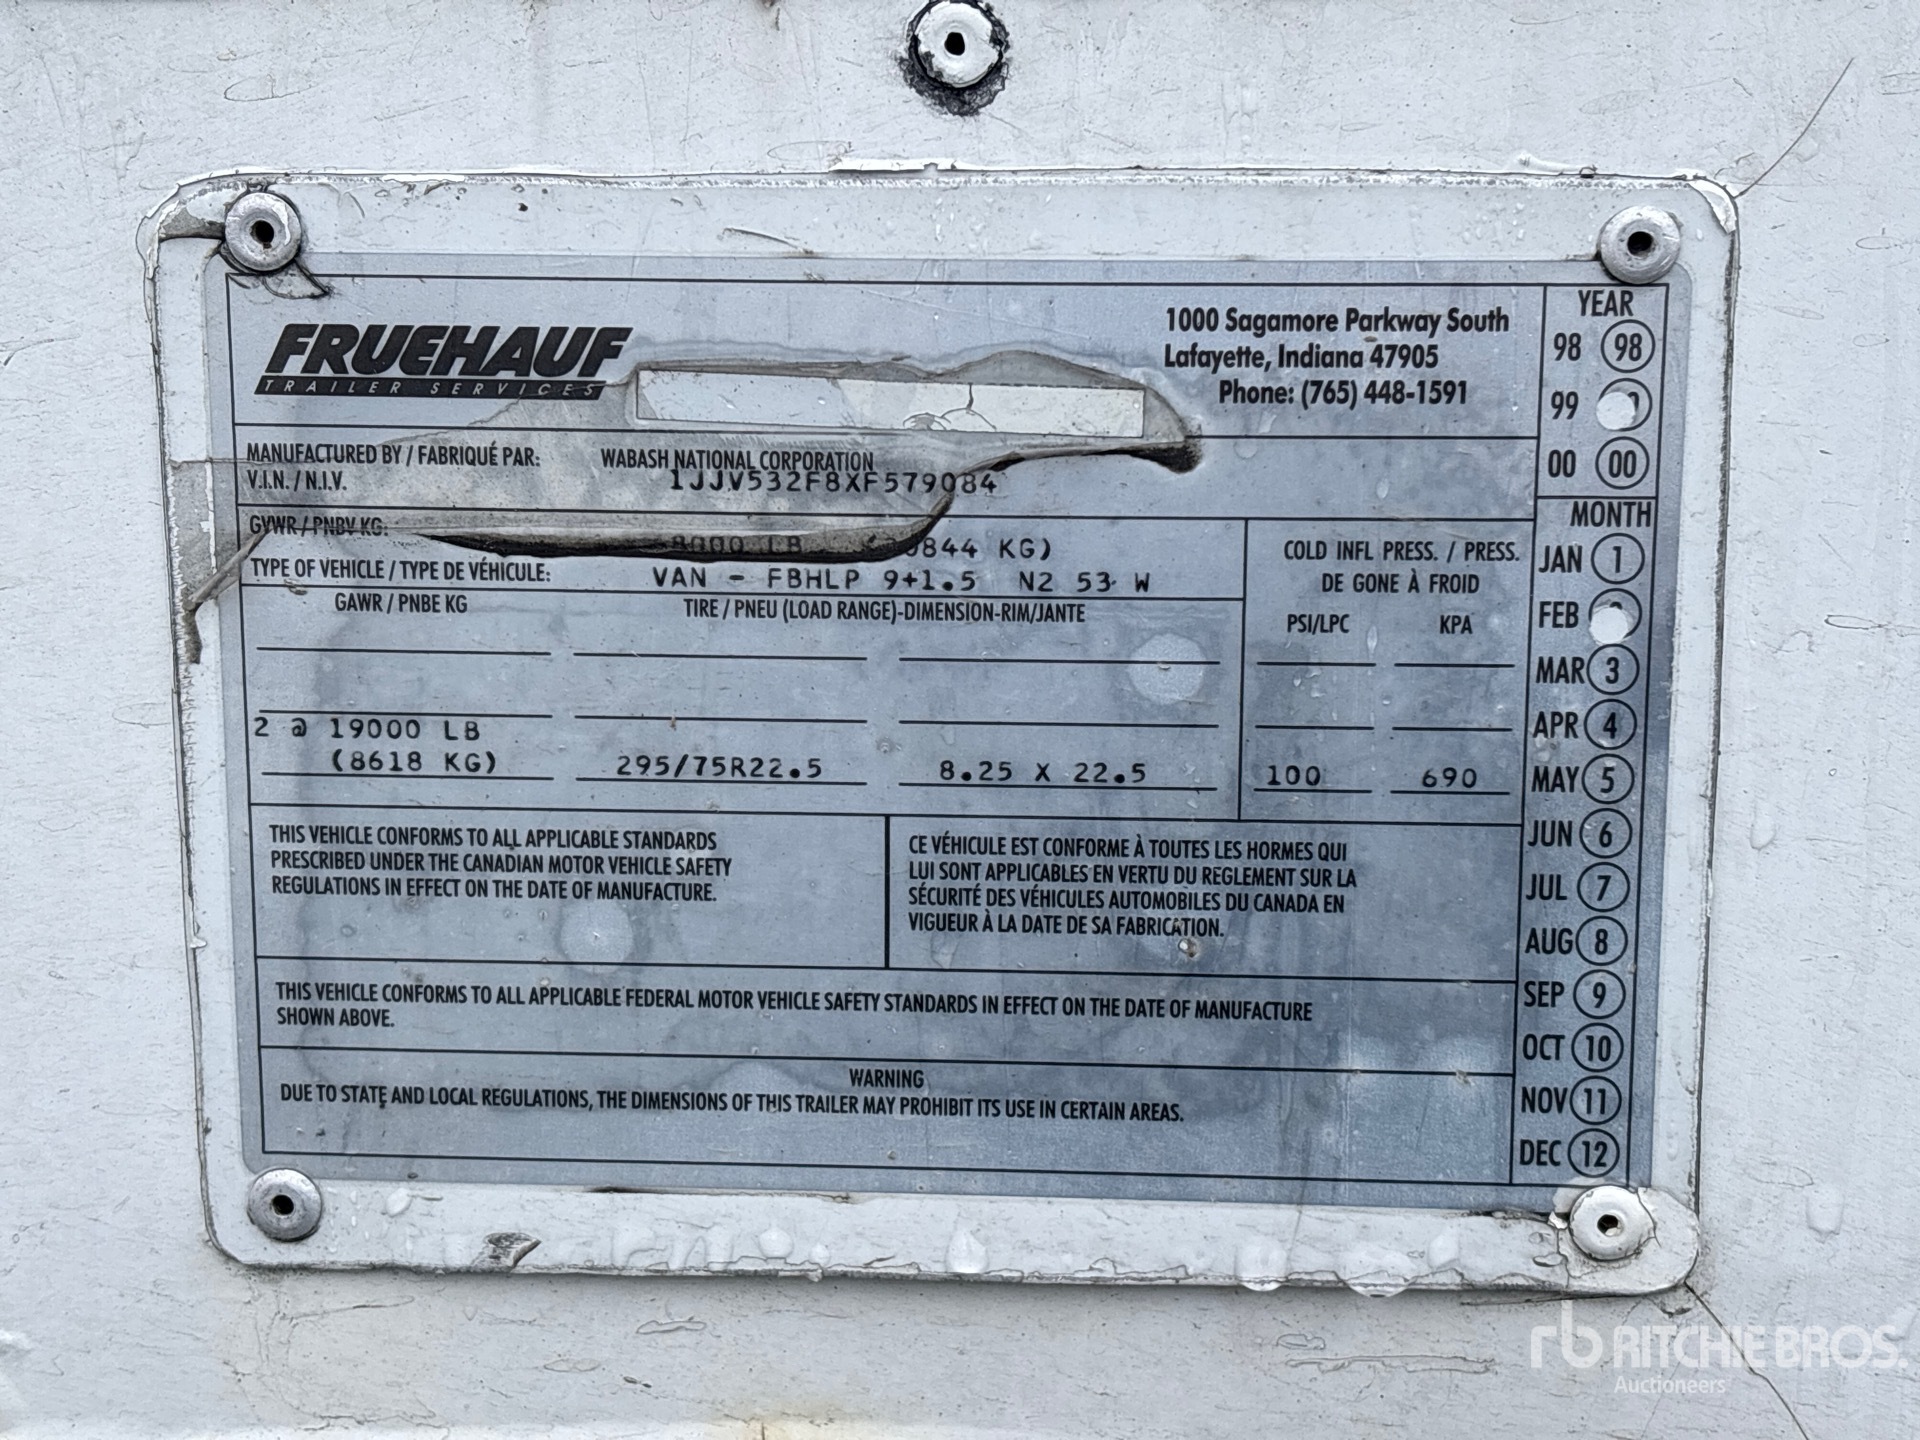 FRUEHAUF
TRAILER SERVICES
1000 Sagamore Parkway South
Lafayette, Indiana 47905
Phone: (765) 448-1591
MANUFACTURED BY / FABRIQUÉ PAR: WABASH NATIONAL CORPORATION
V.I.N. / N.I.V. 1JJV532F8XF579084
GVWR / PNBV KG: 8000 LB 0844 KG)
TYPE OF VEHICLE / TYPE DE VÉHICULE: VAN - FBHLP 9+1.5 N2 53 W
GAWR / PNBE KG TIRE / PNEU (LOAD RANGE)-DIMENSION-RIM/JANTE
COLD INFL PRESS. / PRESS.
DE GONE À FROID
PSI/LPC KPA
2 @ 19000 LB
(8618 KG) 295/75R22.5 8.25 X 22.5 100 690
THIS VEHICLE CONFORMS TO ALL APPLICABLE STANDARDS
PRESCRIBED UNDER THE CANADIAN MOTOR VEHICLE SAFETY
REGULATIONS IN EFFECT ON THE DATE OF MANUFACTURE.
CE VÉHICULE EST CONFORME À TOUTES LES HORMES QUI
LUI SONT APPLICABLES EN VERTU DU REGLEMENT SUR LA
SÉCURITÉ DES VÉHICULES AUTOMOBILES DU CANADA EN
VIGUEUR À LA DATE DE SA FABRICATION.
THIS VEHICLE CONFORMS TO ALL APPLICABLE FEDERAL MOTOR VEHICLE SAFETY STANDARDS IN EFFECT ON THE DATE OF MANUFACTURE
SHOWN ABOVE.
WARNING
DUE TO STATE AND LOCAL REGULATIONS, THE DIMENSIONS OF THIS TRAILER MAY PROHIBIT ITS USE IN CERTAIN AREAS.
YEAR
98 98
99
00 00
MONTH
JAN 1
FEB
MAR 3
APR 4
MAY 5
JUN 6
JUL 7
AUG 8
SEP 9
OCT 10
NOV 11
DEC 12
rb RITCHIE BROS.
Auctioneers